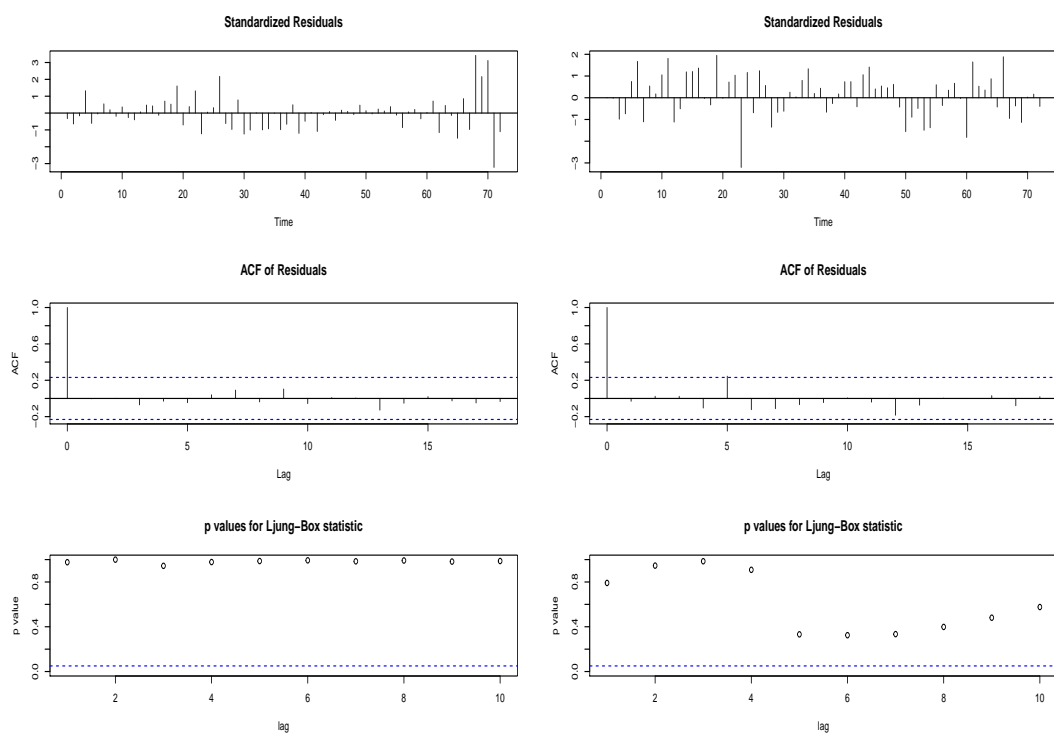 Standardized Residuals
3
2
1
−1
−3
0 10 20 30 40 50 60 70
Time
ACF of Residuals
ACF
1.0
0.6
0.2
−0.2
0 5 10 15
Lag
p values for Ljung−Box statistic
p value
0.8
0.4
0.0
2 4 6 8 10
lag
Standardized Residuals
2
1
0
−1
−3
0 10 20 30 40 50 60 70
Time
ACF of Residuals
ACF
1.0
0.6
0.2
−0.2
0 5 10 15
Lag
p values for Ljung−Box statistic
p value
0.8
0.4
0.0
2 4 6 8 10
lag